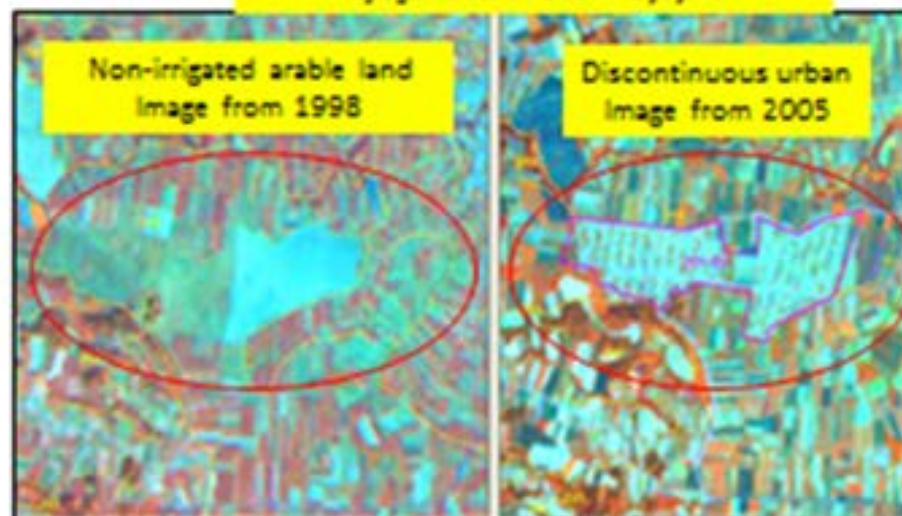 Non-irrigated arable land
Image from 1998
Discontinuous urban
Image from 2005